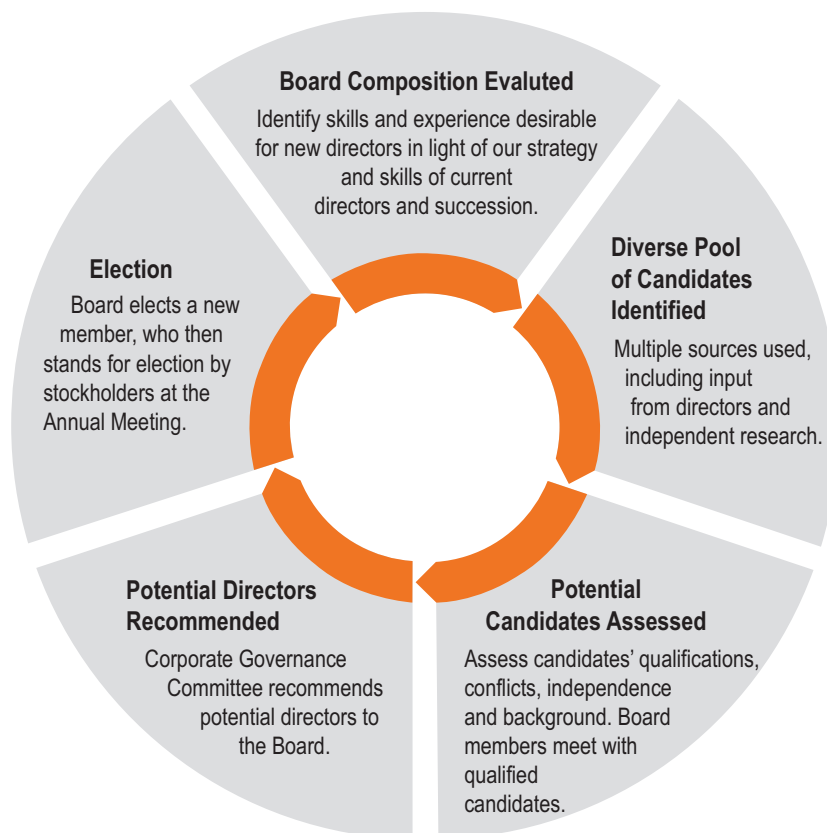 Board Composition Evaluted
Identify skills and experience desirable
for new directors in light of our strategy
and skills of current
directors and succession.
Diverse Pool
of Candidates
Identified
Multiple sources used,
including input
from directors and
independent research.
Potential
Candidates Assessed
Assess candidates’ qualifications,
conflicts, independence
and background. Board
members meet with
qualified
candidates.
Potential Directors
Recommended
Corporate Governance
Committee recommends
potential directors to
the Board.
Election
Board elects a new
member, who then
stands for election by
stockholders at the
Annual Meeting.